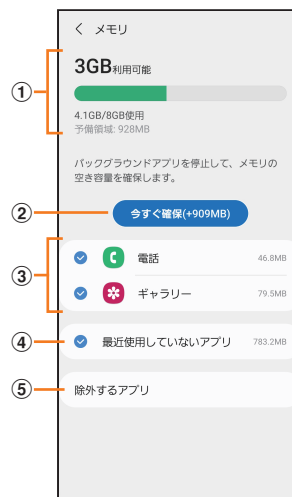 メモリ
① 3GB利用可能
4.1GB/8GB使用
予備領域: 928MB
バックグラウンドアプリを停止して、メモリの
空き容量を確保します。
② 今すぐ確保(+909MB)
③ 電話 46.8MB
ギャラリー 79.5MB
④ 最近使用していないアプリ 783.2MB
⑤ 除外するアプリ